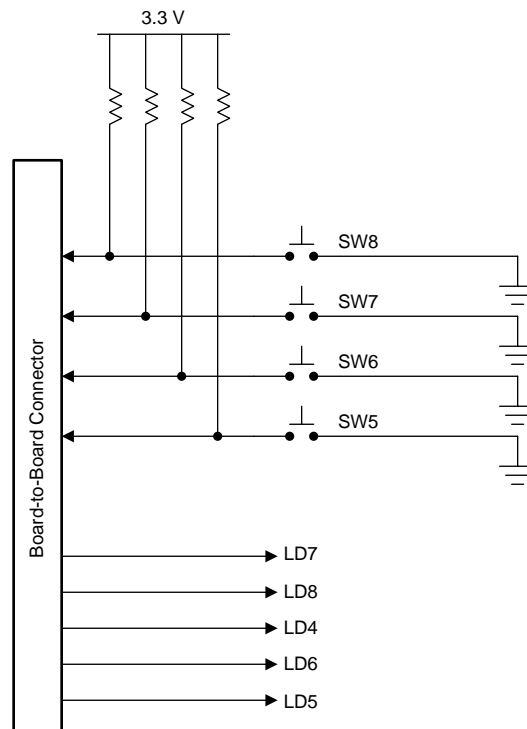 3.3 V
SW8
SW7
SW6
SW5
Board-to-Board Connector
LD7
LD8
LD4
LD6
LD5